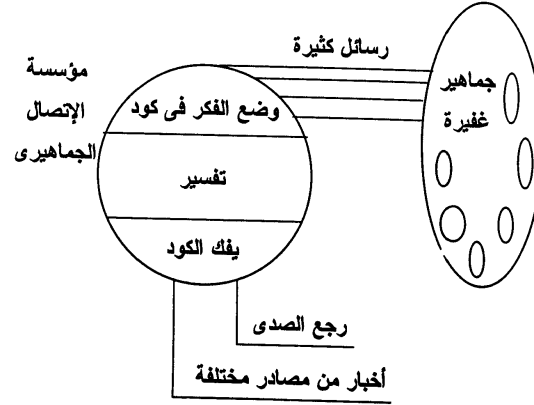 رسائل كثيرة
جماهير
غفيرة
مؤسسة
الإتصال
الجماهيرى
وضع الفكر فى كود
تفسير
يفك الكود
رجع الصدى
أخبار من مصادر مختلفة